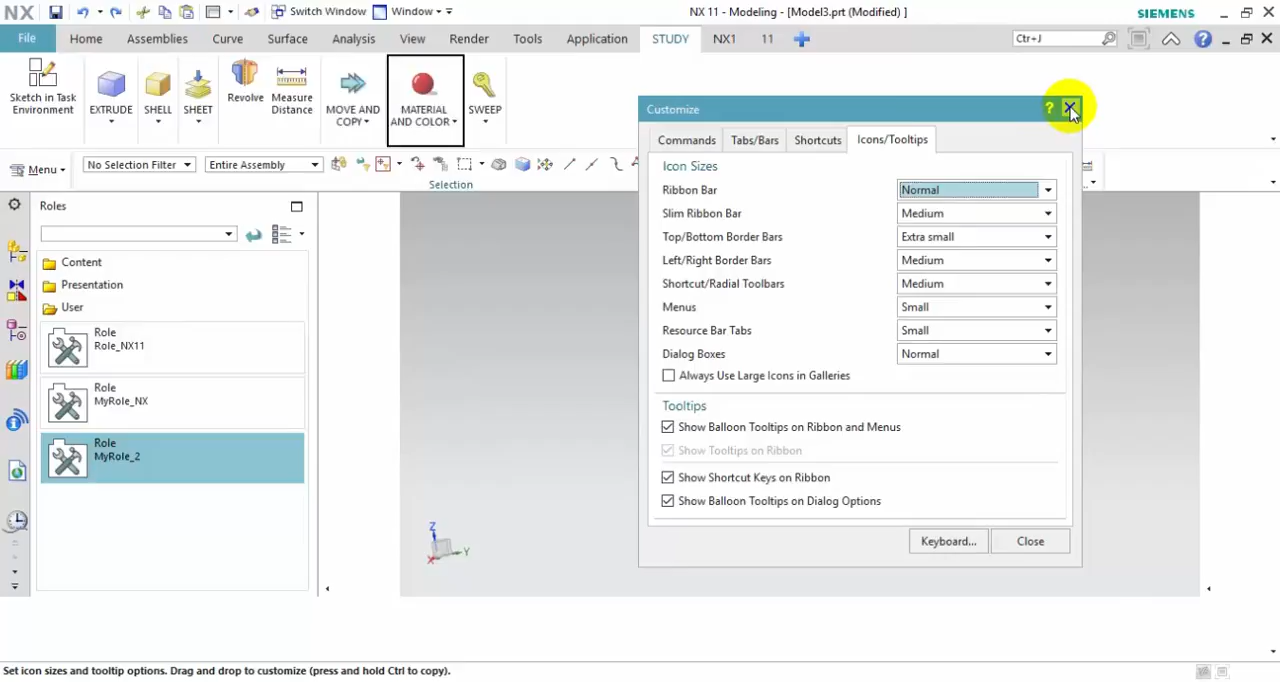 NX Switch Window Window NX 11 - Modeling - [Model3.prt (Modified) ] SIEMENS
File Home Assemblies Curve Surface Analysis View Render Tools Application STUDY NX1 11 Ctrl+J
Sketch in Task Environment
EXTRUDE
SHELL
SHEET
Revolve
Measure Distance
MOVE AND COPY
MATERIAL AND COLOR
SWEEP
Menu No Selection Filter Entire Assembly
Selection
Roles
Content
Presentation
User
Role
Role_NX11
Role
MyRole_NX
Role
MyRole_2
Z
Y
X
Customize ?
Commands Tabs/Bars Shortcuts Icons/Tooltips
Icon Sizes
Ribbon Bar Normal
Slim Ribbon Bar Medium
Top/Bottom Border Bars Extra small
Left/Right Border Bars Medium
Shortcut/Radial Toolbars Medium
Menus Small
Resource Bar Tabs Small
Dialog Boxes Normal
Always Use Large Icons in Galleries
Tooltips
Show Balloon Tooltips on Ribbon and Menus
Show Tooltips on Ribbon
Show Shortcut Keys on Ribbon
Show Balloon Tooltips on Dialog Options
Keyboard... Close
Set icon sizes and tooltip options. Drag and drop to customize (press and hold Ctrl to copy).